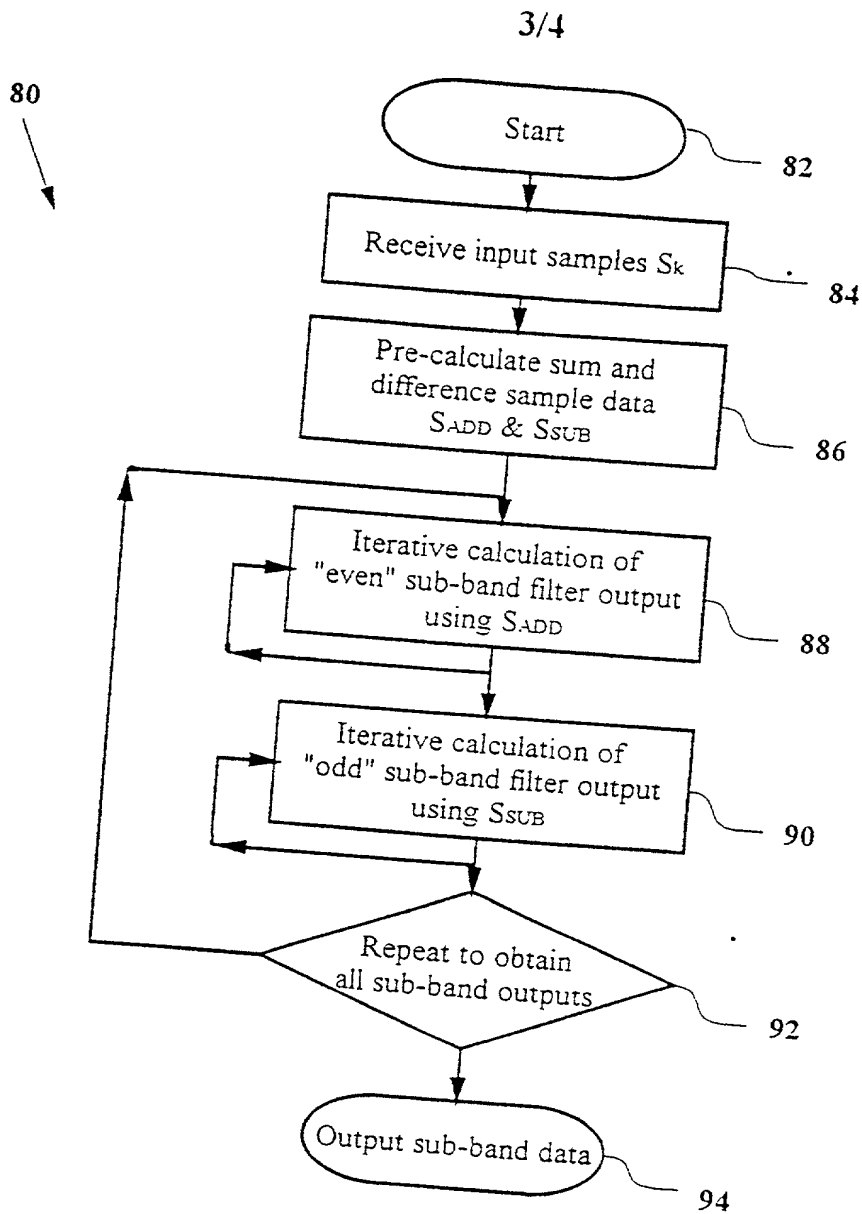 3/4
80
Start
82
Receive input samples Sk
84
Pre-calculate sum and
difference sample data
SADD & SSUB
86
Iterative calculation of
"even" sub-band filter output
using SADD
88
Iterative calculation of
"odd" sub-band filter output
using SSUB
90
Repeat to obtain
all sub-band outputs
92
Output sub-band data
94